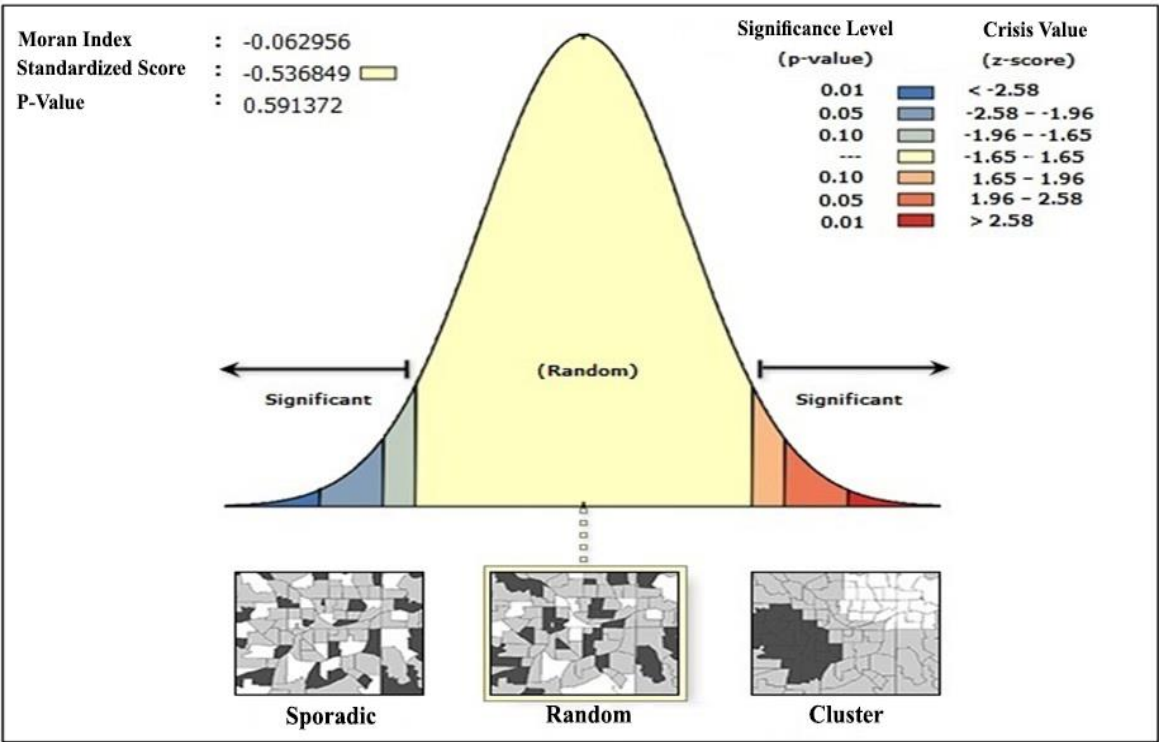 Moran Index : -0.062956
Standardized Score : -0.536849
P-Value : 0.591372
Significance Level Crisis Value
(p-value) (z-score)
0.01 < -2.58
0.05 -2.58 - -1.96
0.10 -1.96 - -1.65
--- -1.65 - 1.65
0.10 1.65 - 1.96
0.05 1.96 - 2.58
0.01 > 2.58
(Random)
Significant Significant
Sporadic Random Cluster